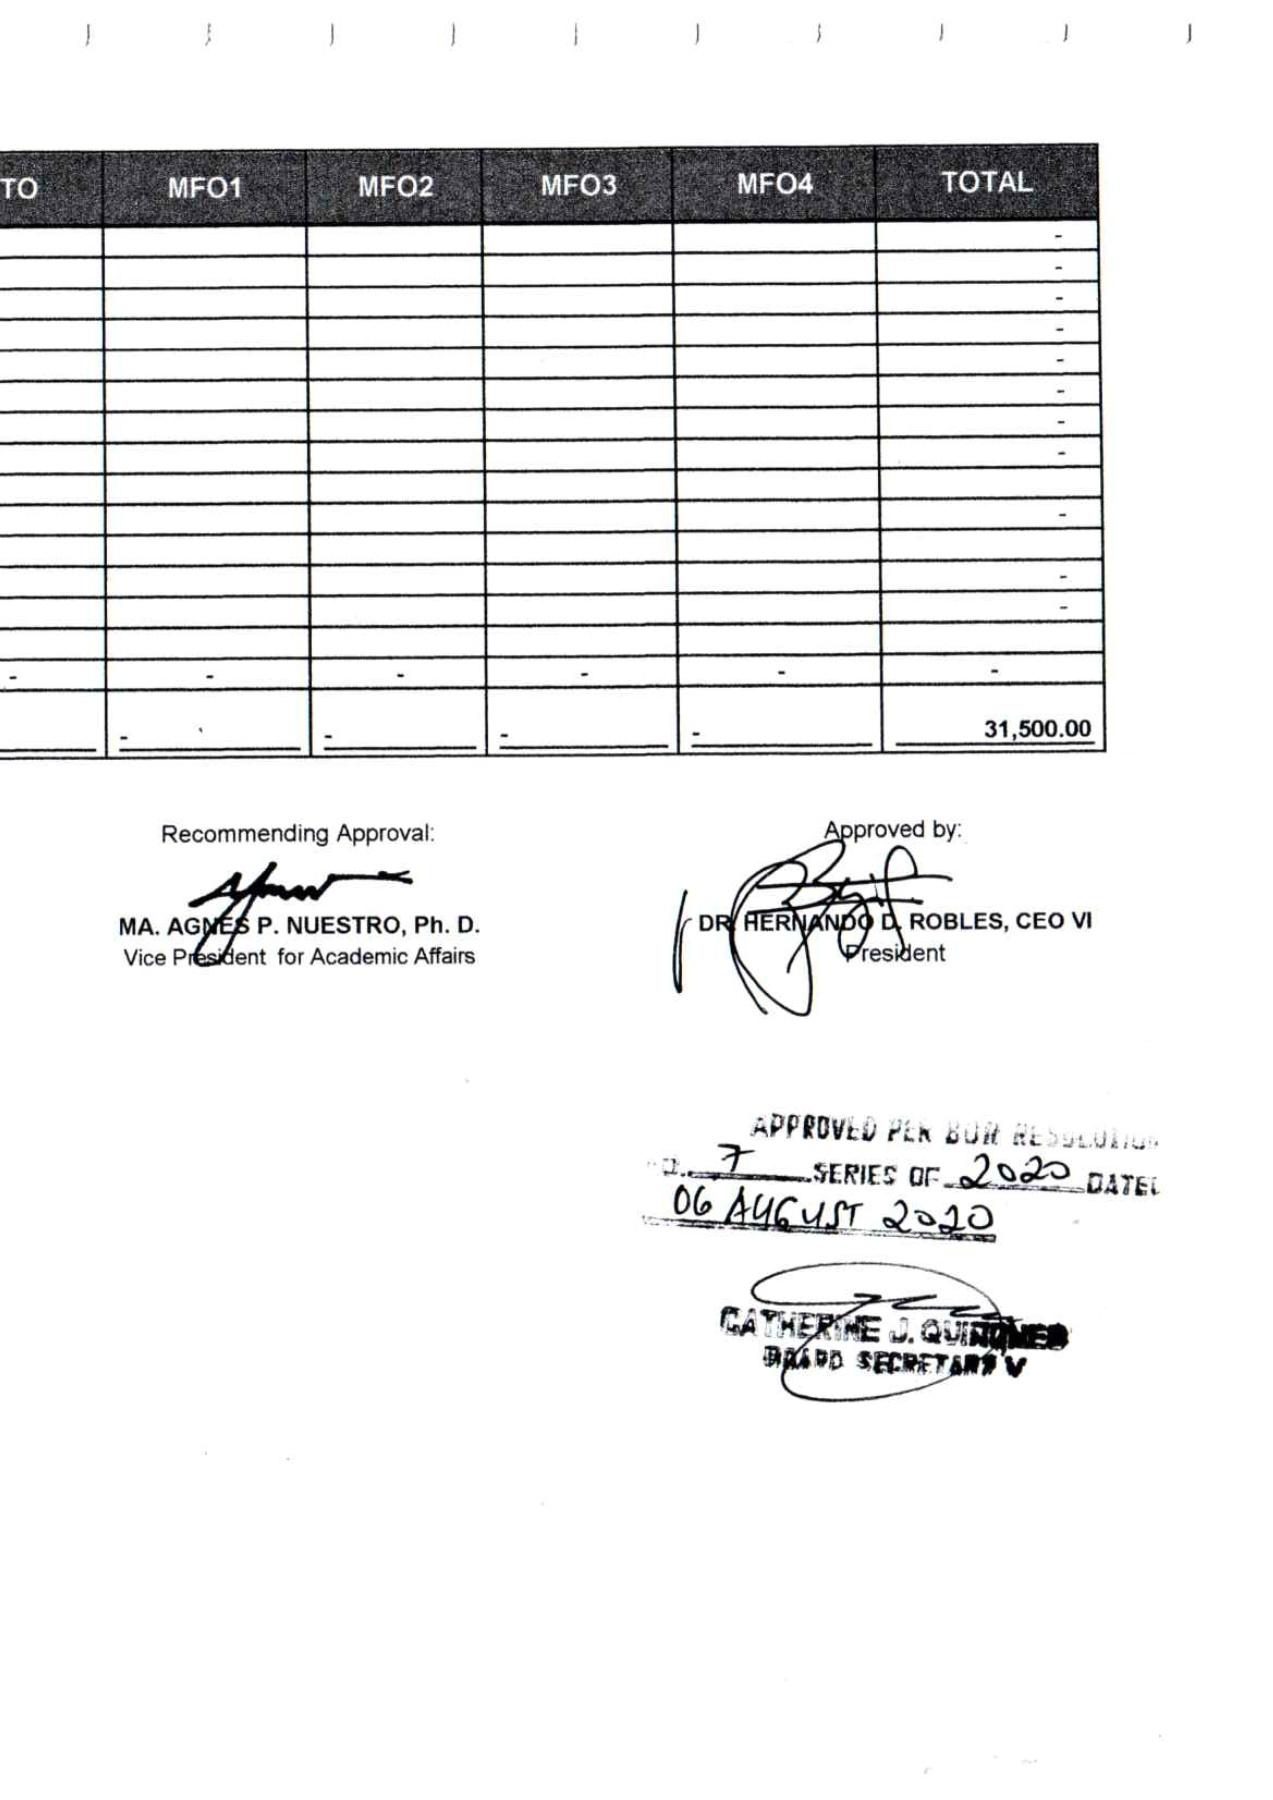 TO MFO1 MFO2 MFO3 MFO4 TOTAL
-
-
-
-
-
-
-
-
-
-
-
- - - - - -
- - - - 31,500.00
Recommending Approval:
MA. AGNES P. NUESTRO, Ph. D.
Vice President for Academic Affairs
Approved by:
DR. HERNANDO D. ROBLES, CEO VI
President
APPROVED PER BOR RESOLUTION
7 SERIES OF 2020 DATED
06 AUGUST 2020
CATHERINE J.
BOARD SECRETARY V